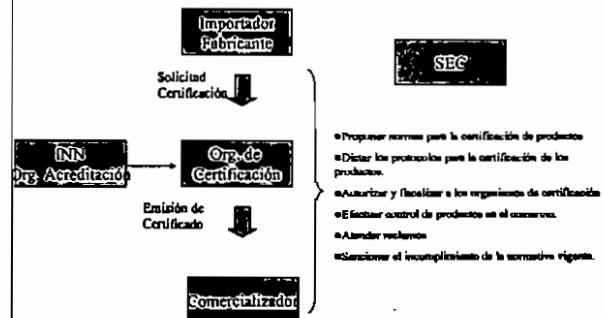 Importador
Fabricante
SEC
Solicitud
Certificación
INN
Org. Acreditación
Org. de
Certificación
Emisión de
Certificado
Comercializador
Proponer normas para la certificación de productos
Dictar los protocolos para la certificación de los
productos.
Autorizar y fiscalizar a los organismos de certificación
Efectuar control de productos en el comercio.
Atender reclamos
Sancionar el incumplimiento de la normativa vigente.